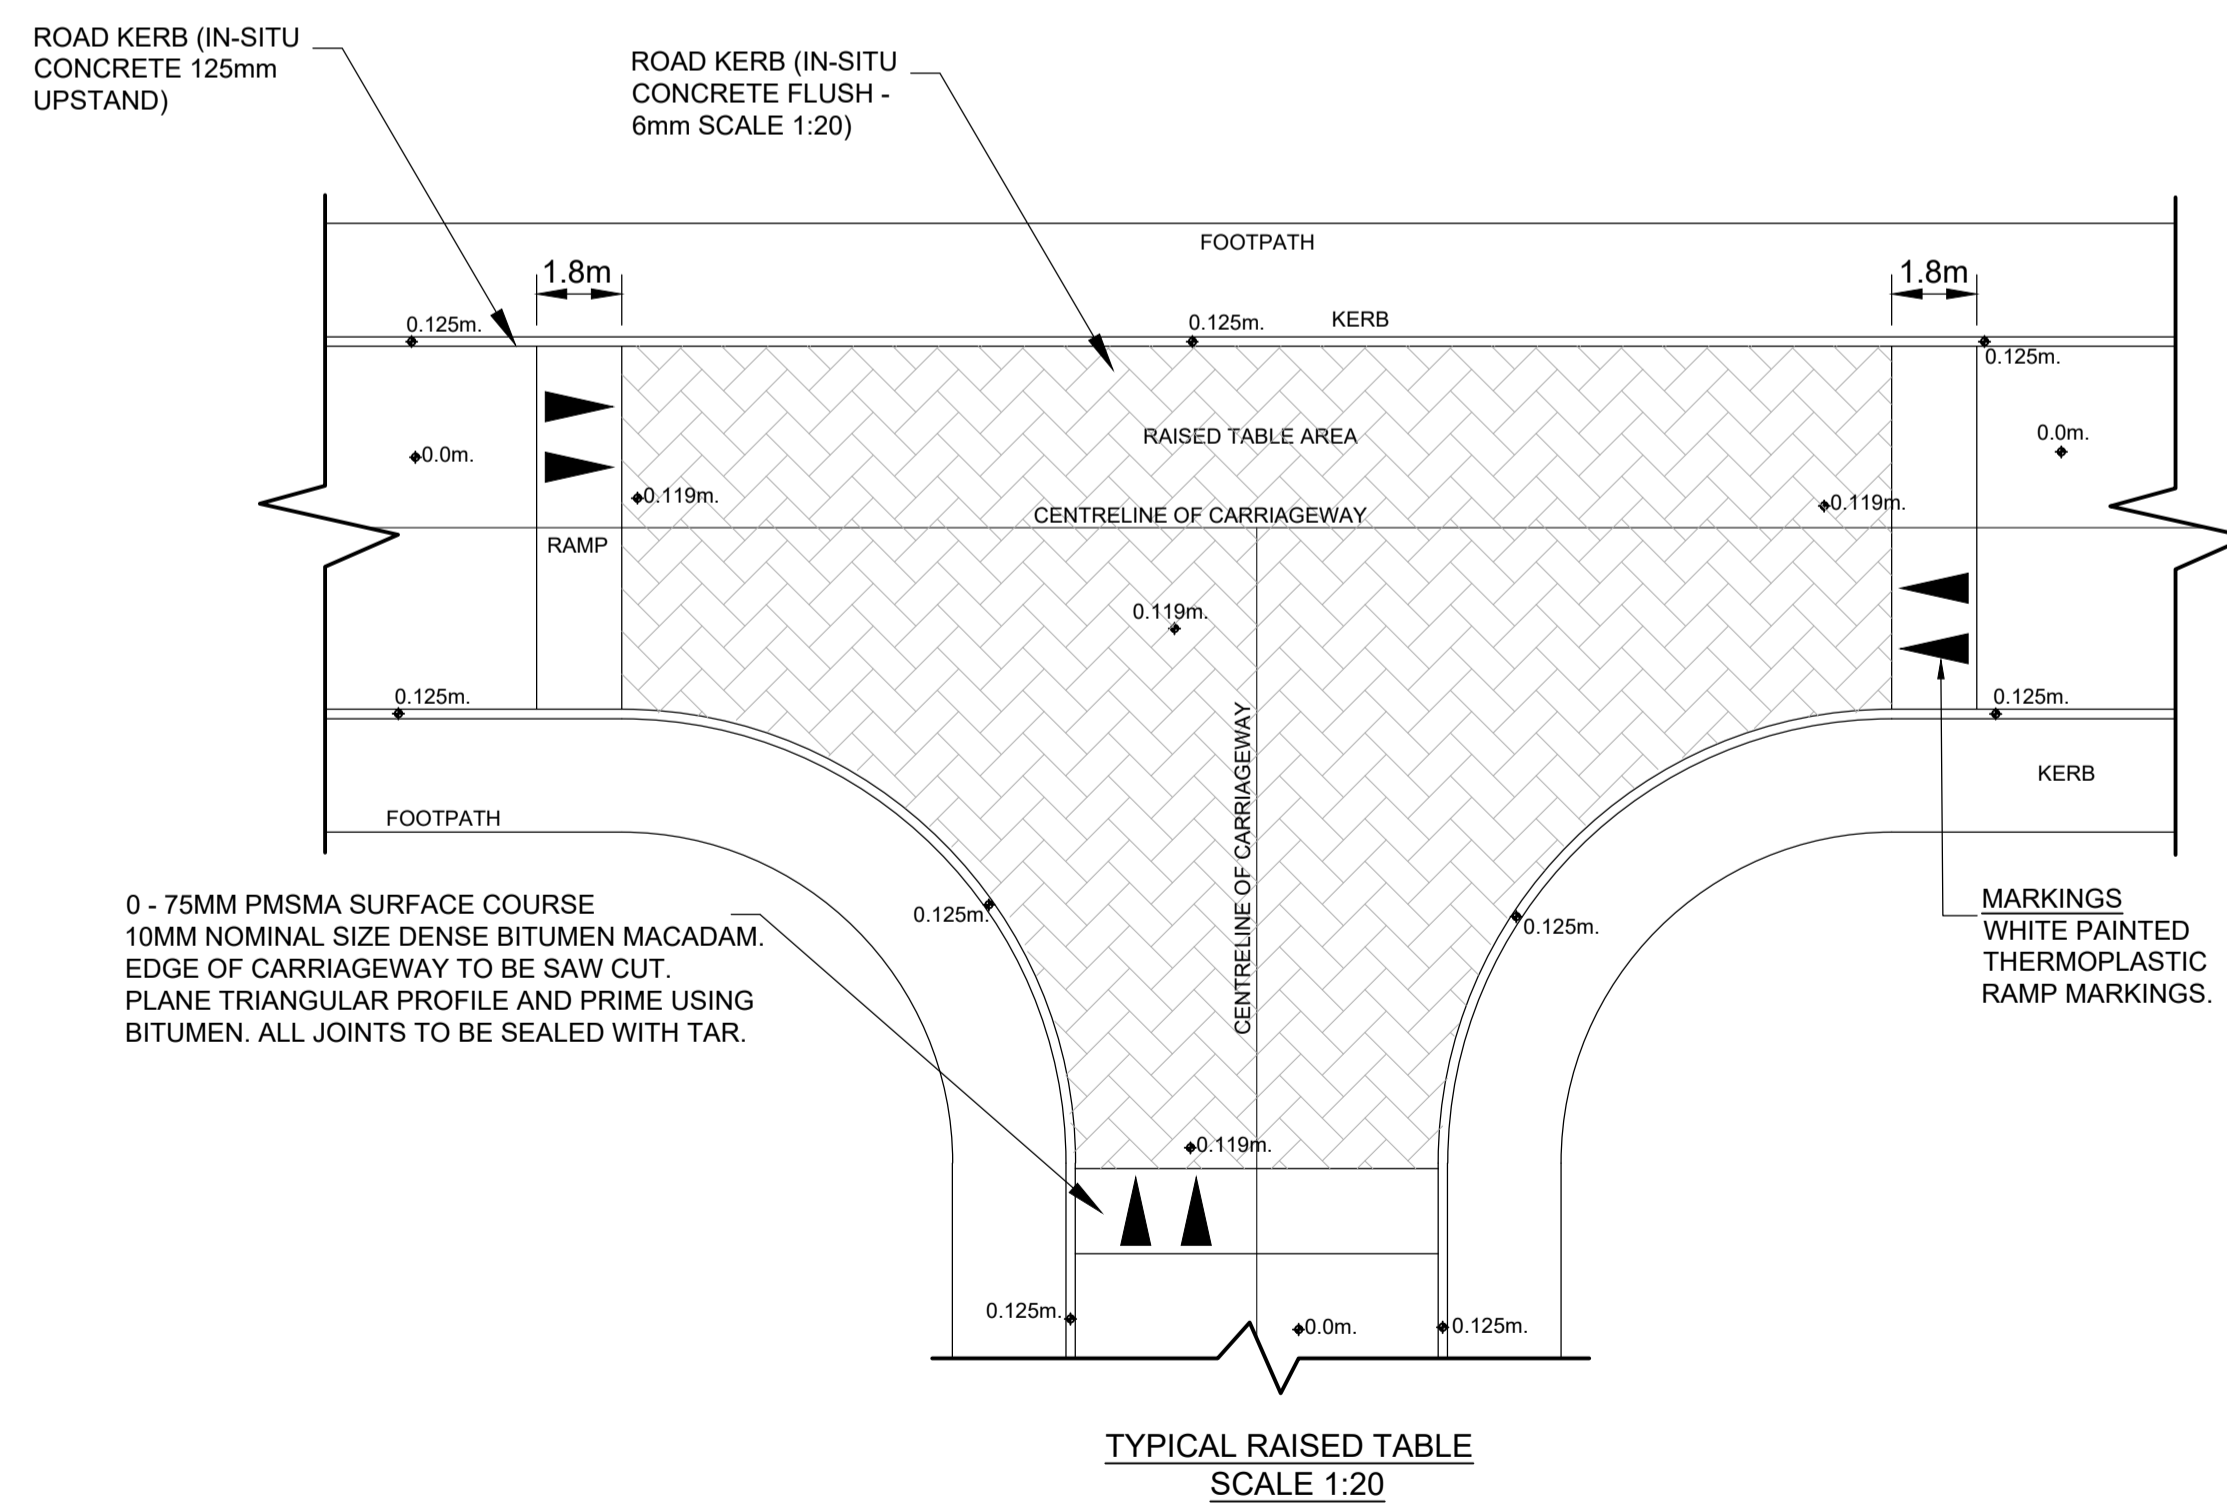 ROAD KERB (IN-SITU
CONCRETE 125mm
UPSTAND)
ROAD KERB (IN-SITU
CONCRETE FLUSH -
6mm SCALE 1:20)
FOOTPATH
1.8m
1.8m
0.125m.
0.125m.
KERB
0.125m.
RAISED TABLE AREA
0.0m.
0.0m.
0.119m.
0.119m.
CENTRELINE OF CARRIAGEWAY
RAMP
0.119m.
0.125m.
0.125m.
CENTRELINE OF CARRIAGEWAY
KERB
FOOTPATH
0 - 75MM PMSMA SURFACE COURSE
10MM NOMINAL SIZE DENSE BITUMEN MACADAM.
EDGE OF CARRIAGEWAY TO BE SAW CUT.
PLANE TRIANGULAR PROFILE AND PRIME USING
BITUMEN. ALL JOINTS TO BE SEALED WITH TAR.
0.125m.
0.125m.
MARKINGS
WHITE PAINTED
THERMOPLASTIC
RAMP MARKINGS.
0.119m.
0.125m.
0.0m.
0.125m.
TYPICAL RAISED TABLE
SCALE 1:20